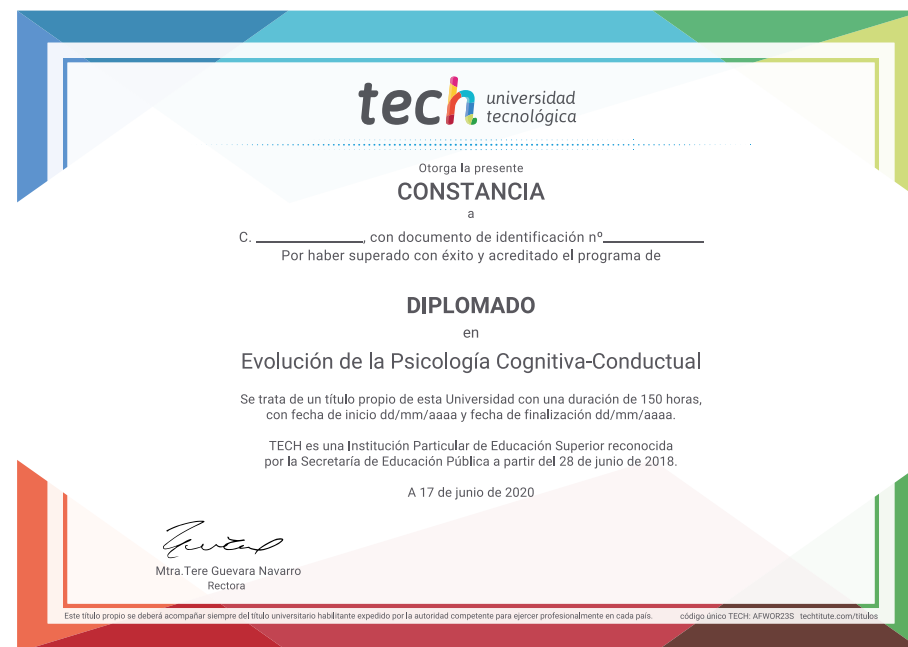 tech universidad
tecnológica
Otorga la presente
CONSTANCIA
a
C. ____________, con documento de identificación nº____________
Por haber superado con éxito y acreditado el programa de
DIPLOMADO
en
Evolución de la Psicología Cognitiva-Conductual
Se trata de un título propio de esta Universidad con una duración de 150 horas,
con fecha de inicio dd/mm/aaaa y fecha de finalización dd/mm/aaaa.
TECH es una Institución Particular de Educación Superior reconocida
por la Secretaría de Educación Pública a partir del 28 de junio de 2018.
A 17 de junio de 2020
Mtra.Tere Guevara Navarro
Rectora
Este título propio se deberá acompañar siempre del título universitario habilitante expedido por la autoridad competente para ejercer profesionalmente en cada país. código único TECH: AFWOR23S techtitute.com/titulos